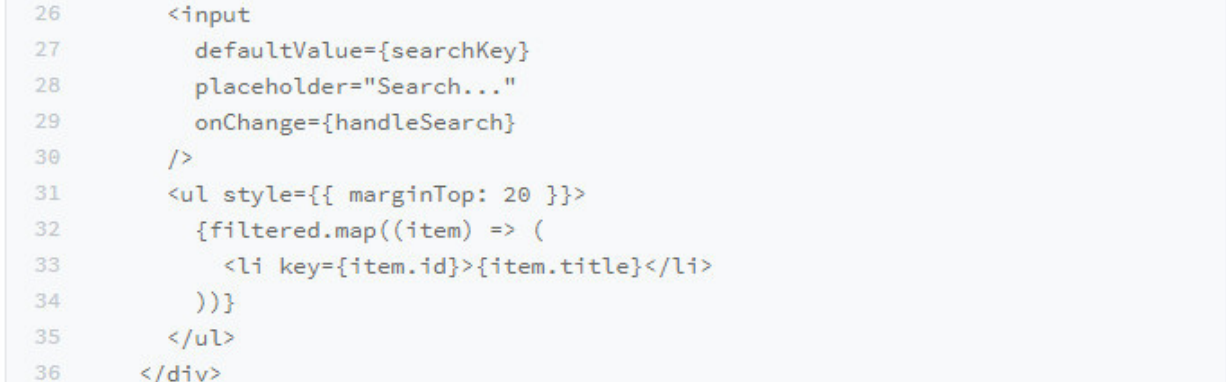 26        <input
27          defaultValue={searchKey}
28          placeholder="Search..."
29          onChange={handleSearch}
30        />
31        <ul style={{ marginTop: 20 }}>
32          {filtered.map((item) => (
33            <li key={item.id}>{item.title}</li>
34          ))}
35        </ul>
36      </div>